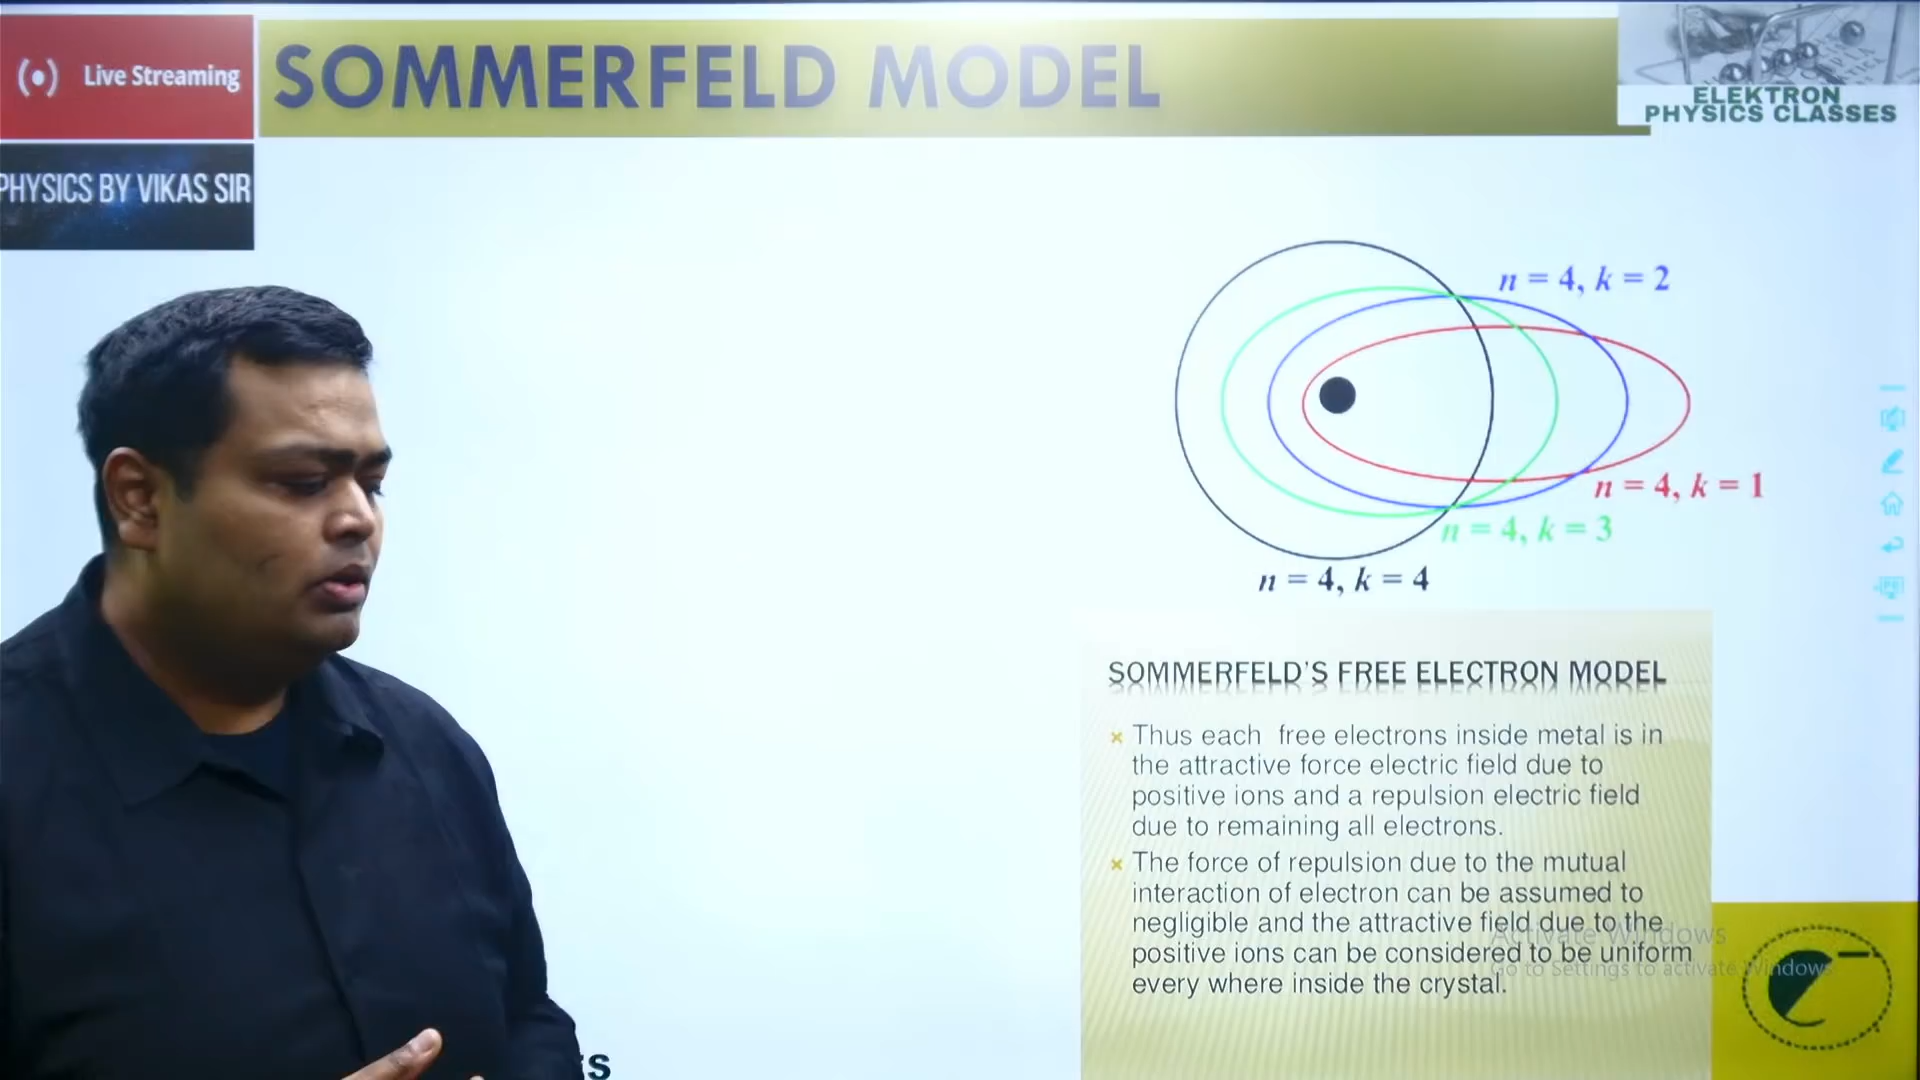 Live Streaming
SOMMERFELD MODEL
ELEKTRON
PHYSICS CLASSES
PHYSICS BY VIKAS SIR
n = 4, k = 2
n = 4, k = 1
n = 4, k = 3
n = 4, k = 4
SOMMERFELD'S FREE ELECTRON MODEL
Thus each free electrons inside metal is in
the attractive force electric field due to
positive ions and a repulsion electric field
due to remaining all electrons.
The force of repulsion due to the mutual
interaction of electron can be assumed to
negligible and the attractive field due to the
positive ions can be considered to be uniform
every where inside the crystal.
Activate Windows
Go to Settings to activate Windows.